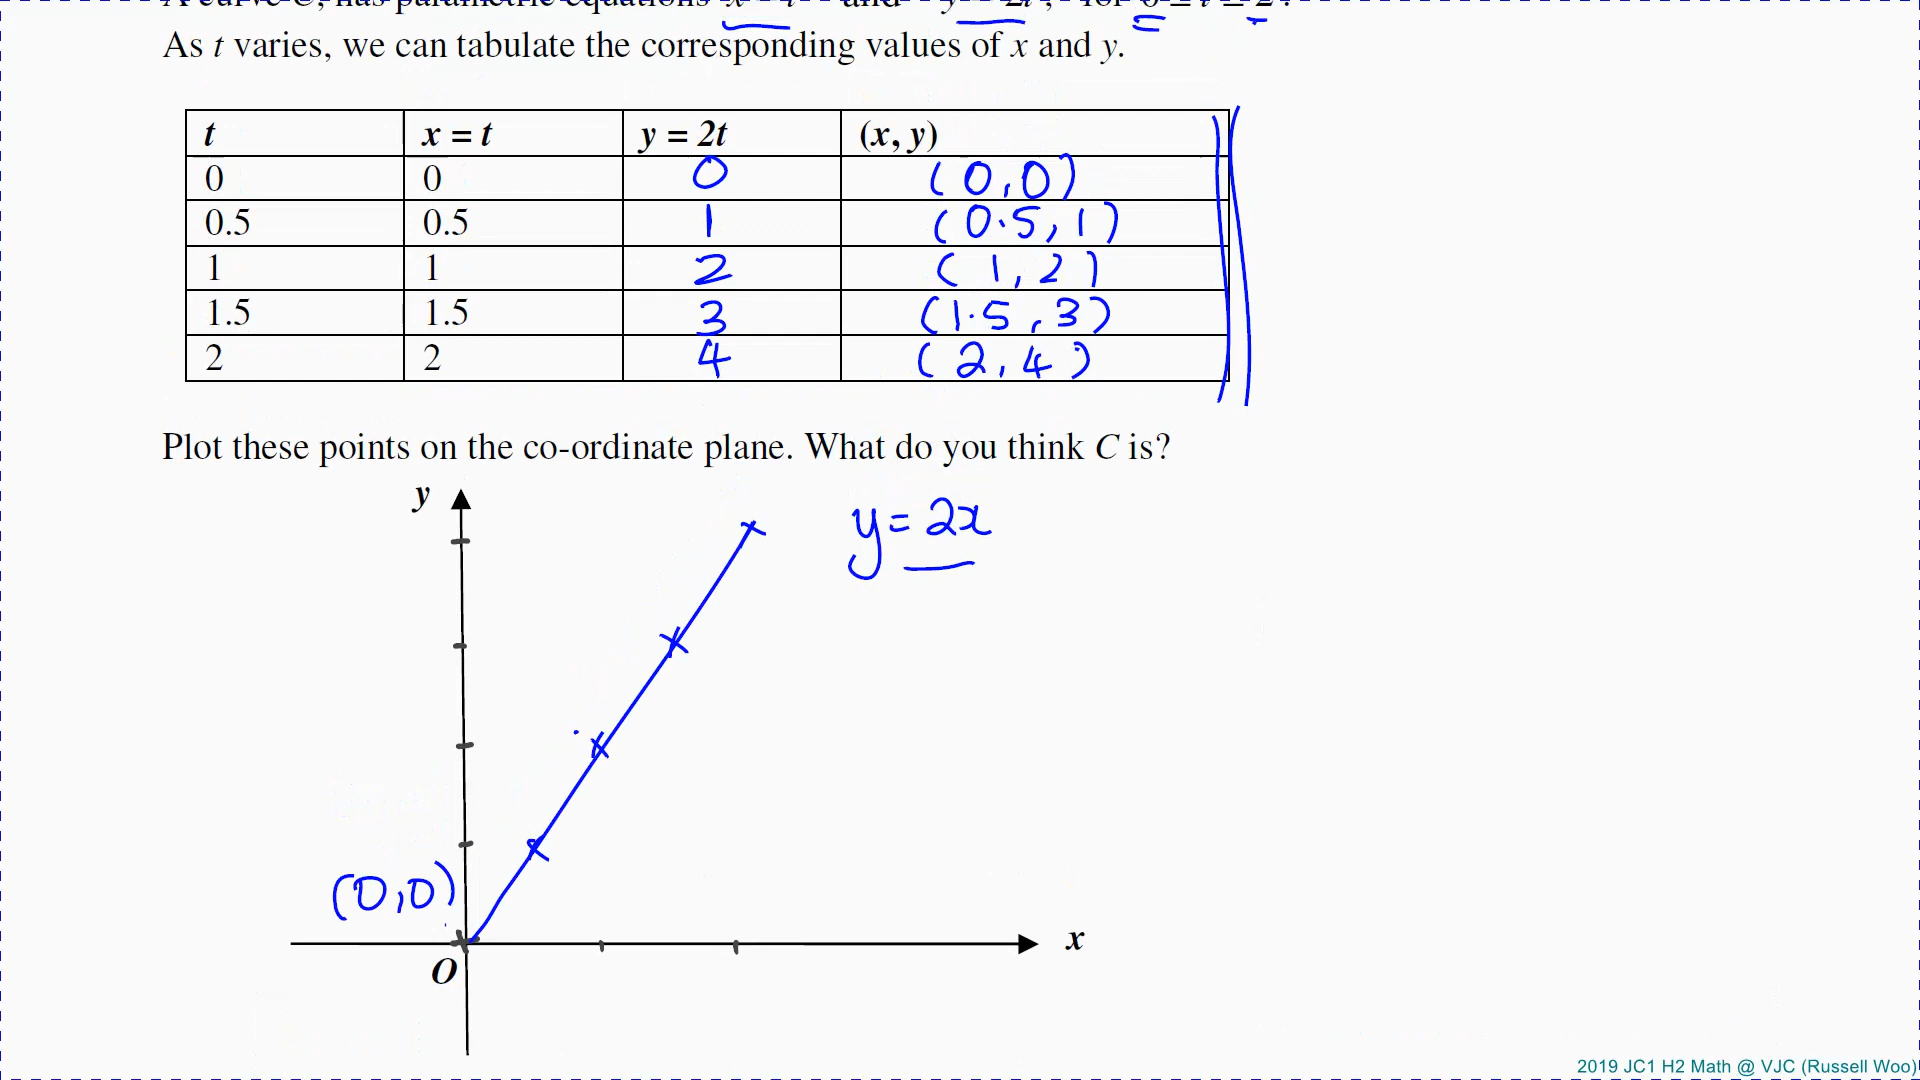 As t varies, we can tabulate the corresponding values of x and y.
t x = t y = 2t (x, y)
0 0 0 (0,0)
0.5 0.5 1 (0.5, 1)
1 1 2 (1, 2)
1.5 1.5 3 (1.5, 3)
2 2 4 (2, 4)
Plot these points on the co-ordinate plane. What do you think C is?
y
y = 2x
(0,0)
x
O
2019 JC1 H2 Math @ VJC (Russell Woo)